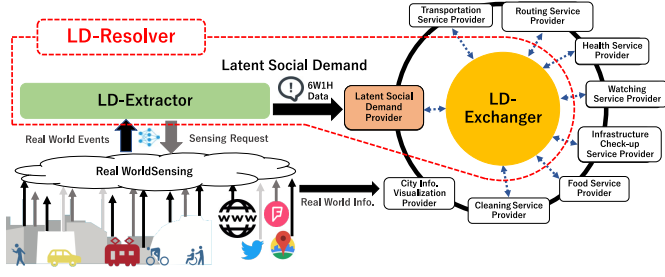 LD-Resolver
Latent Social Demand
LD-Extractor
6W1H
Data
Real World Events
Sensing Request
Real WorldSensing
WWW
Real World Info.
Transportation
Service Provider
Routing Service
Provider
Health Service
Provider
Watching
Service Provider
Infrastructure
Check-up
Service Provider
Food Service
Provider
Cleaning Service
Provider
City Info.
Visualization
Provider
Latent Social
Demand
Provider
LD-
Exchanger